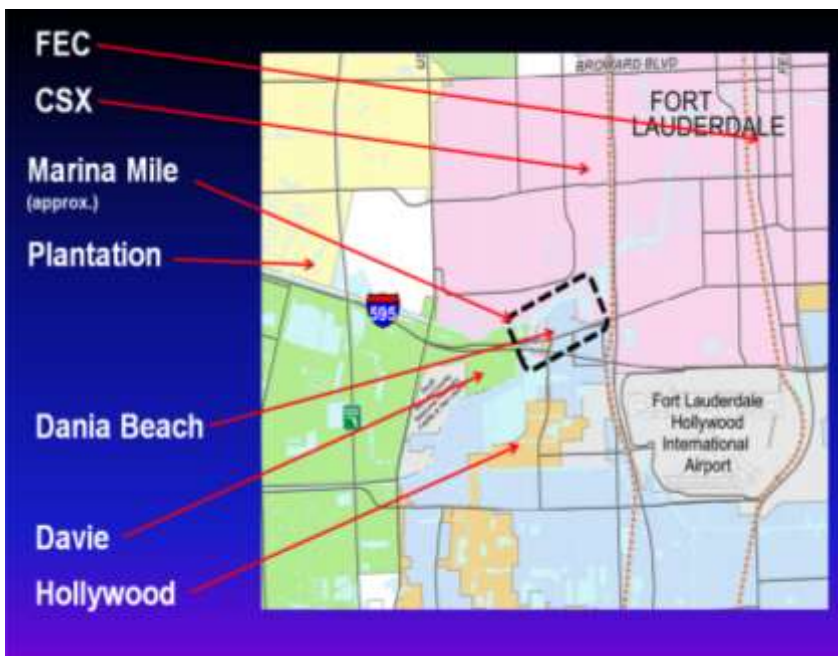 FEC
CSX
Marina Mile
(approx.)
Plantation
Dania Beach
Davie
Hollywood
BROWARD BLVD
FORT
LAUDERDALE
595
Fort Lauderdale
Hollywood
International
Airport